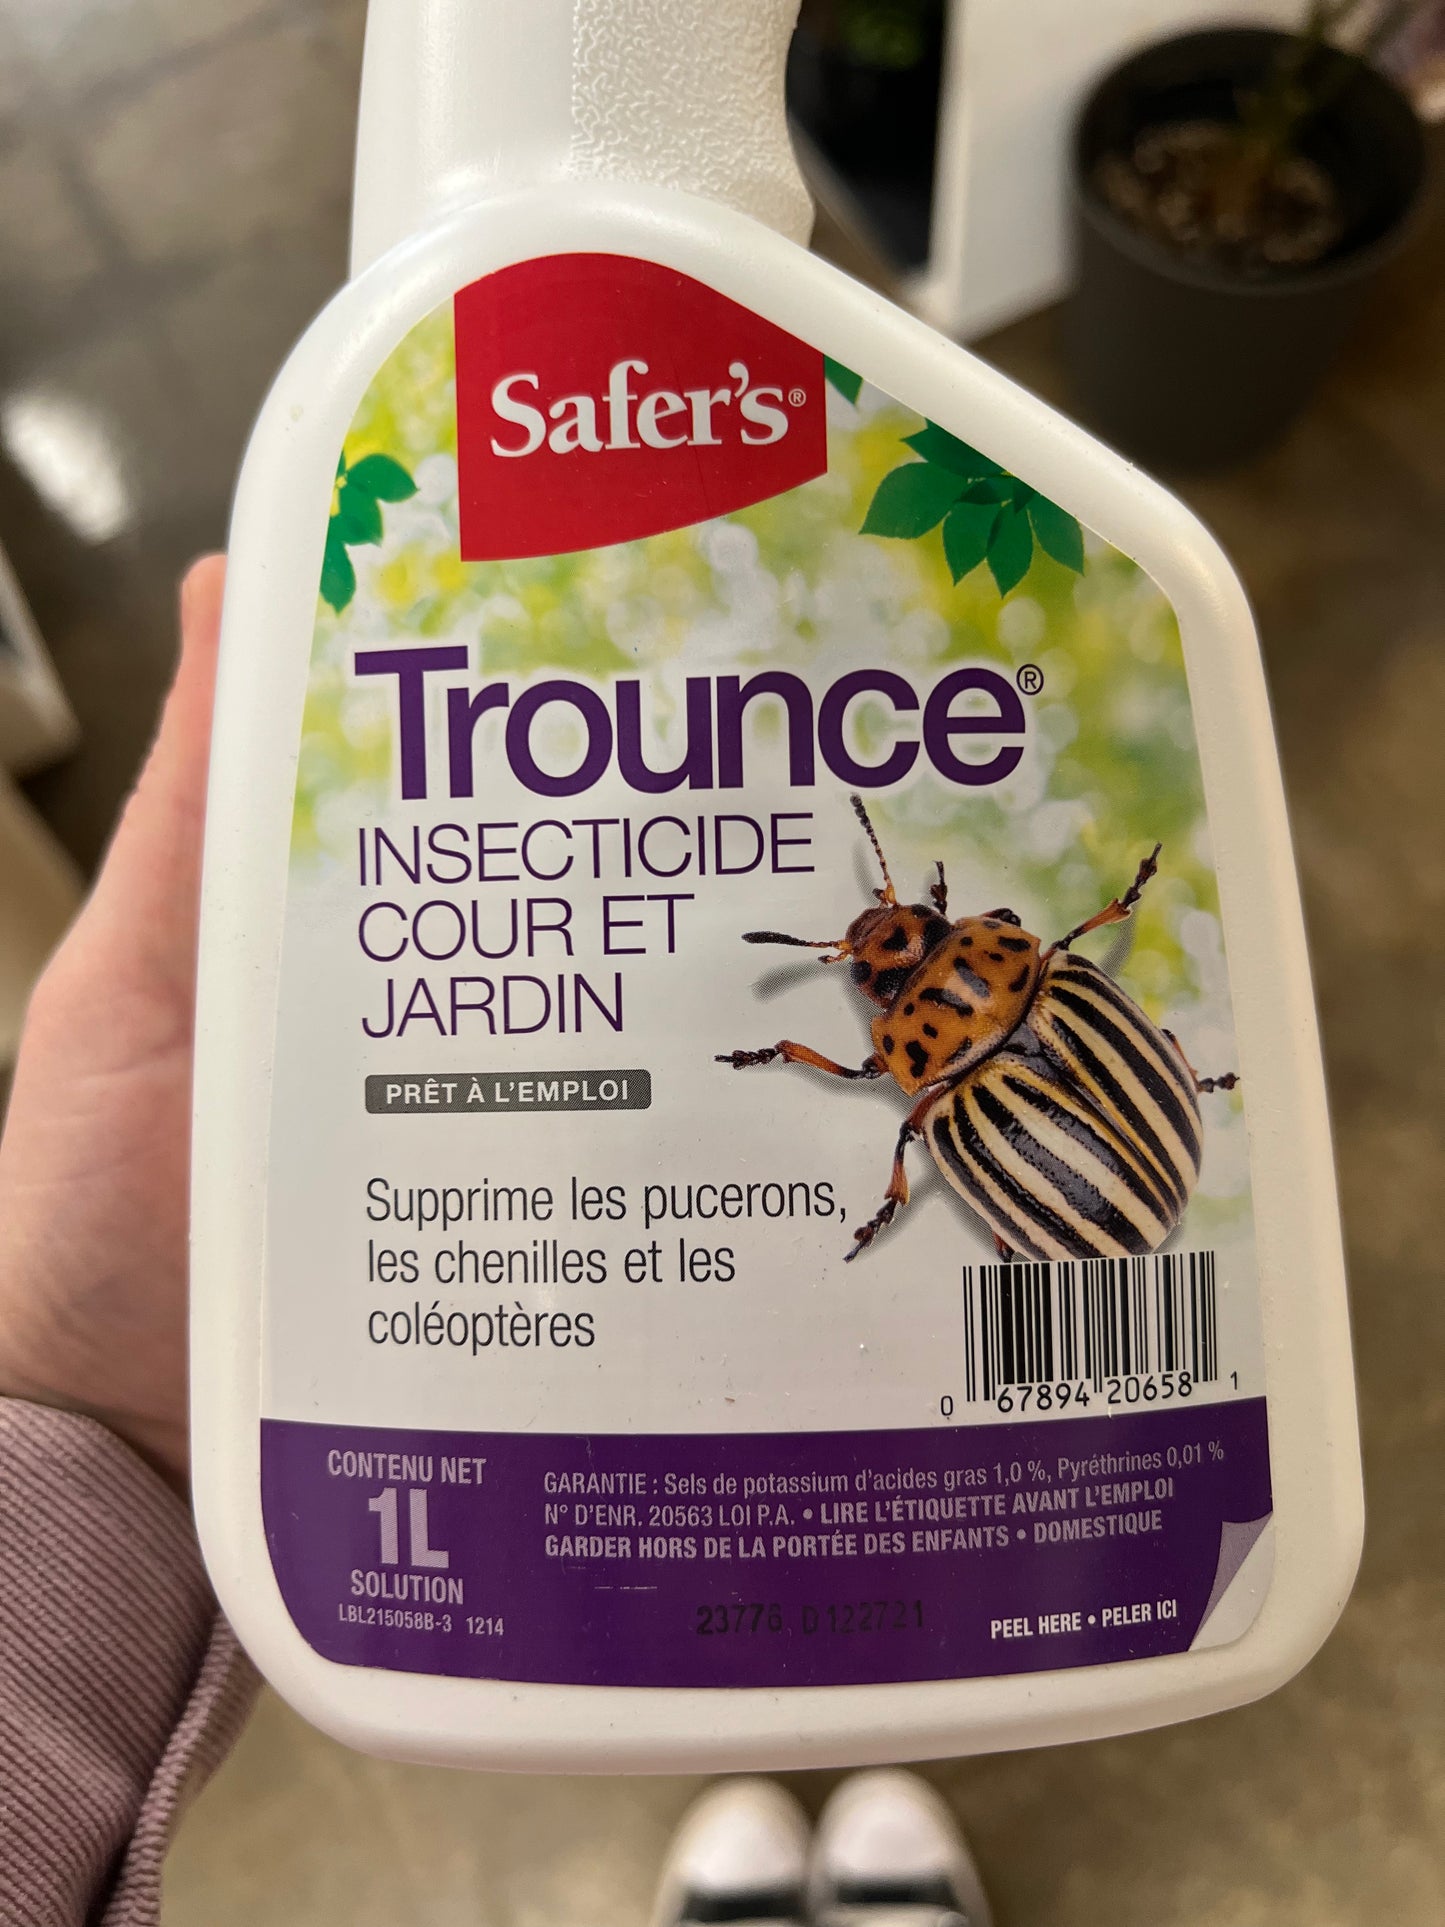 Safer's®
Trounce®
INSECTICIDE
COUR ET
JARDIN
PRÊT À L'EMPLOI
Supprime les pucerons,
les chenilles et les
coléoptères
0 67894 20658 1
CONTENU NET
1L
SOLUTION
LBL215058B-3 1214
GARANTIE : Sels de potassium d'acides gras 1,0 %, Pyréthrines 0,01 %
N° D'ENR. 20563 LOI P.A. • LIRE L'ÉTIQUETTE AVANT L'EMPLOI
GARDER HORS DE LA PORTÉE DES ENFANTS • DOMESTIQUE
23776 D122721
PEEL HERE • PELER ICI